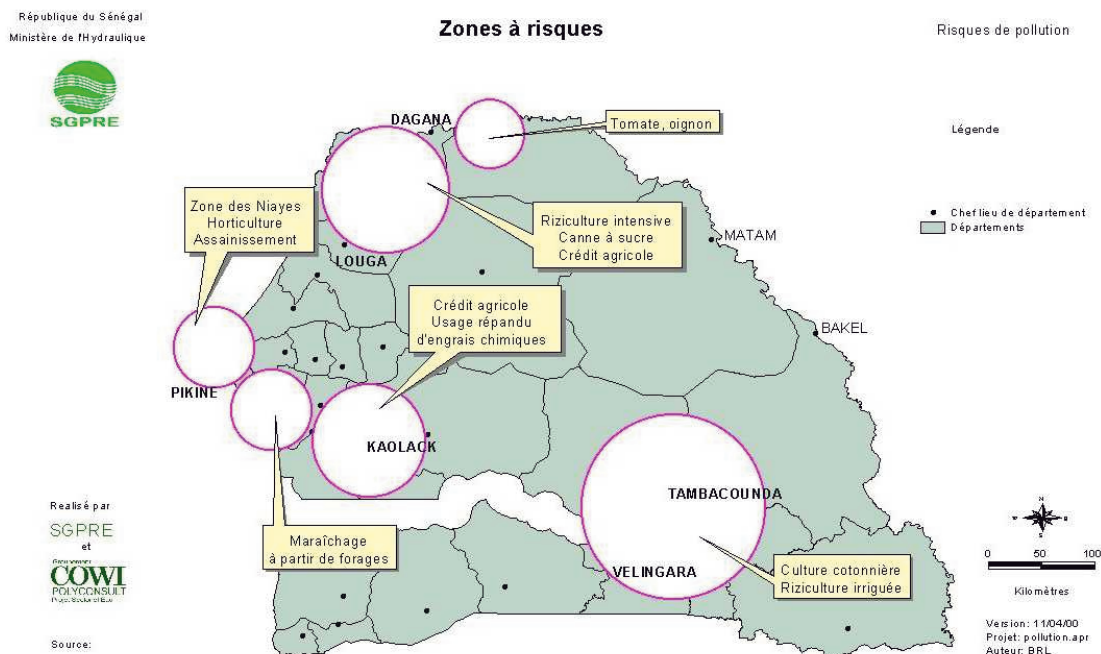 République du Sénégal
Ministère de l'Hydraulique
Zones à risques
Risques de pollution
SGPRE
DAGANA
Tomate, oignon
Légende
Zone des Niayes
Horticulture
Assainissement
Riziculture intensive
Canne à sucre
Crédit agricole
Chef lieu de département
Départements
MATAM
LOUGA
Crédit agricole
Usage répandu
d'engrais chimiques
BAKEL
PIKINE
KAOLACK
TAMBACOUNDA
Realisé par
SGPRE
et
COWI
POLYCONSULT
Maraîchage
à partir de forages
VELINGARA
Culture cotonnière
Riziculture irriguée
N
S
0 50 100
Kilomètres
Source:
Version: 11/04/00
Projet: pollution.apr
Auteur: BRL